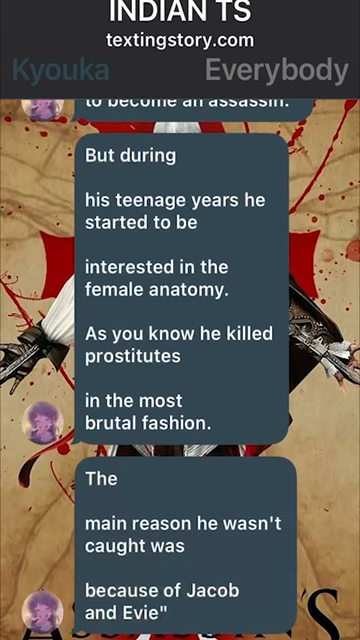 INDIAN TS
textingstory.com
Kyouka
Everybody
to become an assassin.
But during
his teenage years he
started to be
interested in the
female anatomy.
As you know he killed
prostitutes
in the most
brutal fashion.
The
main reason he wasn't
caught was
because of Jacob
and Evie"